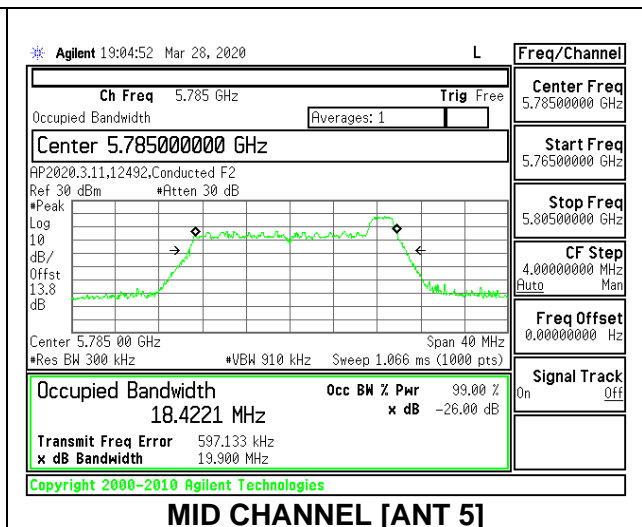 Agilent 19:04:52 Mar 28, 2020 L
Ch Freq 5.785 GHz Trig Free
Occupied Bandwidth Averages: 1
Center 5.785000000 GHz
AP2020.3.11,12492,Conducted F2
Ref 30 dBm #Atten 30 dB
#Peak
Log
10
dB/
Offst
13.8
dB
Center 5.785 00 GHz Span 40 MHz
#Res BW 300 kHz #VBW 910 kHz Sweep 1.066 ms (1000 pts)
Occupied Bandwidth Occ BW % Pwr 99.00 %
18.4221 MHz x dB -26.00 dB
Transmit Freq Error 597.133 kHz
x dB Bandwidth 19.900 MHz
Copyright 2000-2010 Agilent Technologies
Freq/Channel
Center Freq
5.78500000 GHz
Start Freq
5.76500000 GHz
Stop Freq
5.80500000 GHz
CF Step
4.00000000 MHz
Auto Man
Freq Offset
0.00000000 Hz
Signal Track
On Off
MID CHANNEL [ANT 5]